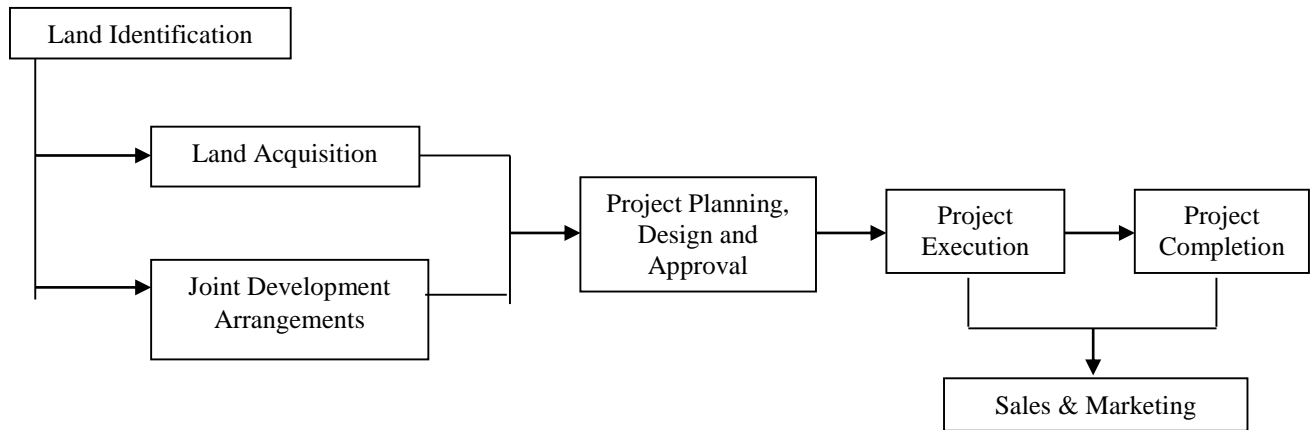 Land Identification
Land Acquisition
Joint Development
Arrangements
Project Planning,
Design and
Approval
Project
Execution
Project
Completion
Sales & Marketing